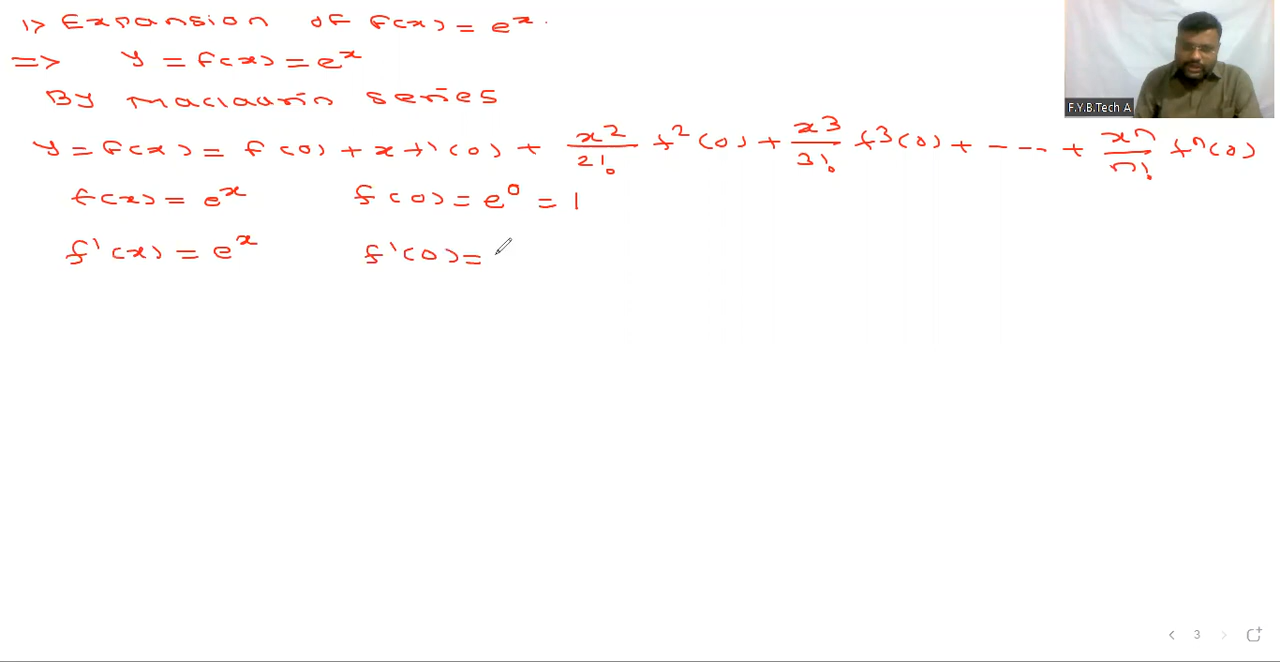 1) Expansion of f(x) = e^x.
=> y = f(x) = e^x
By Maclaurin series
y = f(x) = f(0) + x f'(0) + x^2/2! f^2(0) + x^3/3! f^3(0) + ---- + x^n/n! f^n(0)
f(x) = e^x f(0) = e^0 = 1
f'(x) = e^x f'(0) =
F.Y.B.Tech A
3